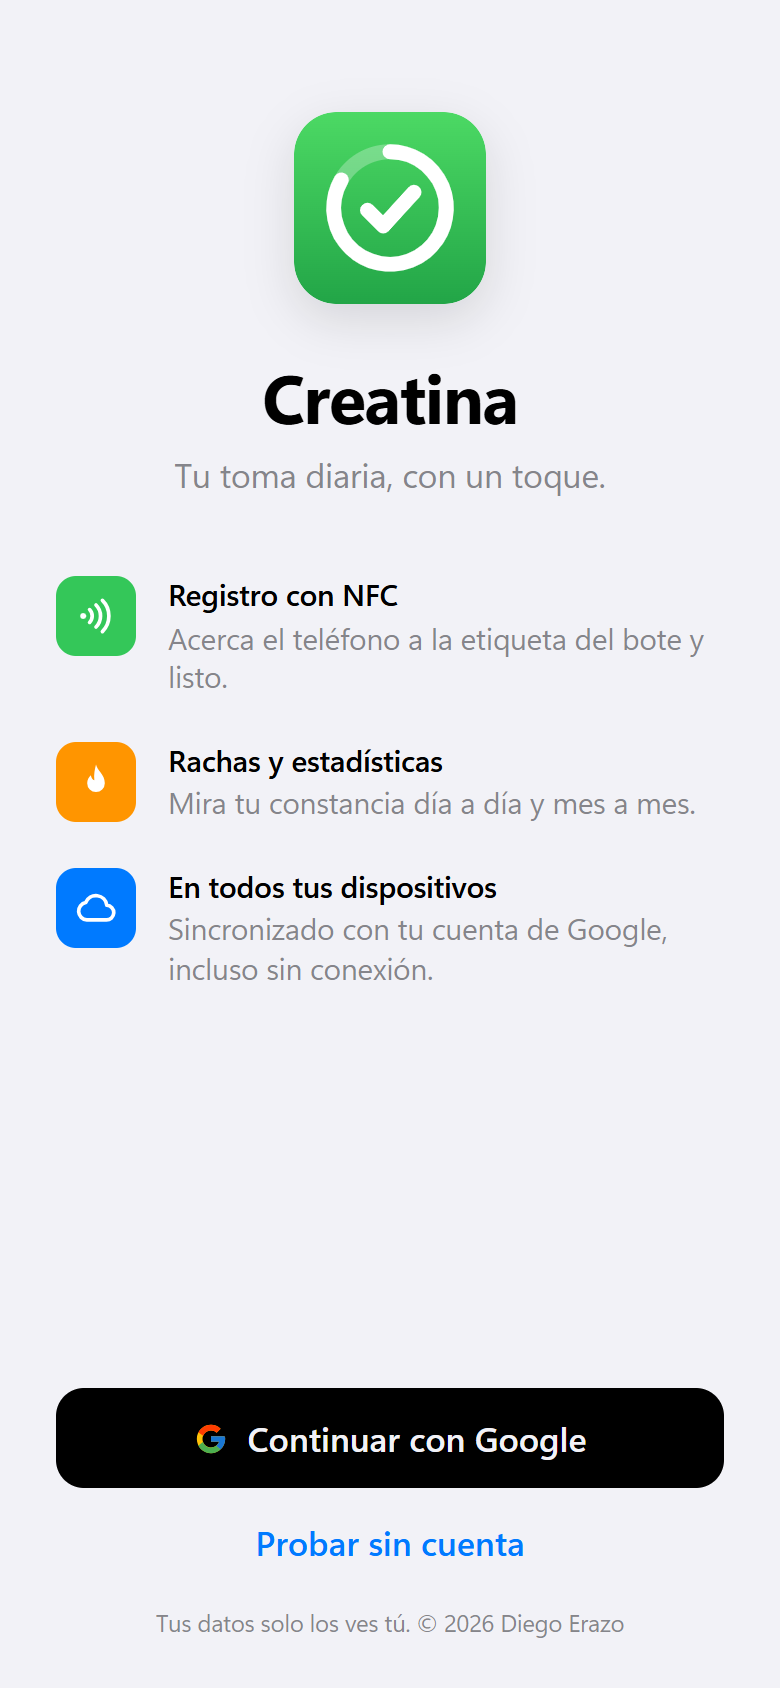 Creatina
Tu toma diaria, con un toque.
Registro con NFC
Acerca el teléfono a la etiqueta del bote y
listo.
Rachas y estadísticas
Mira tu constancia día a día y mes a mes.
En todos tus dispositivos
Sincronizado con tu cuenta de Google,
incluso sin conexión.
Continuar con Google
Probar sin cuenta
Tus datos solo los ves tú. © 2026 Diego Erazo